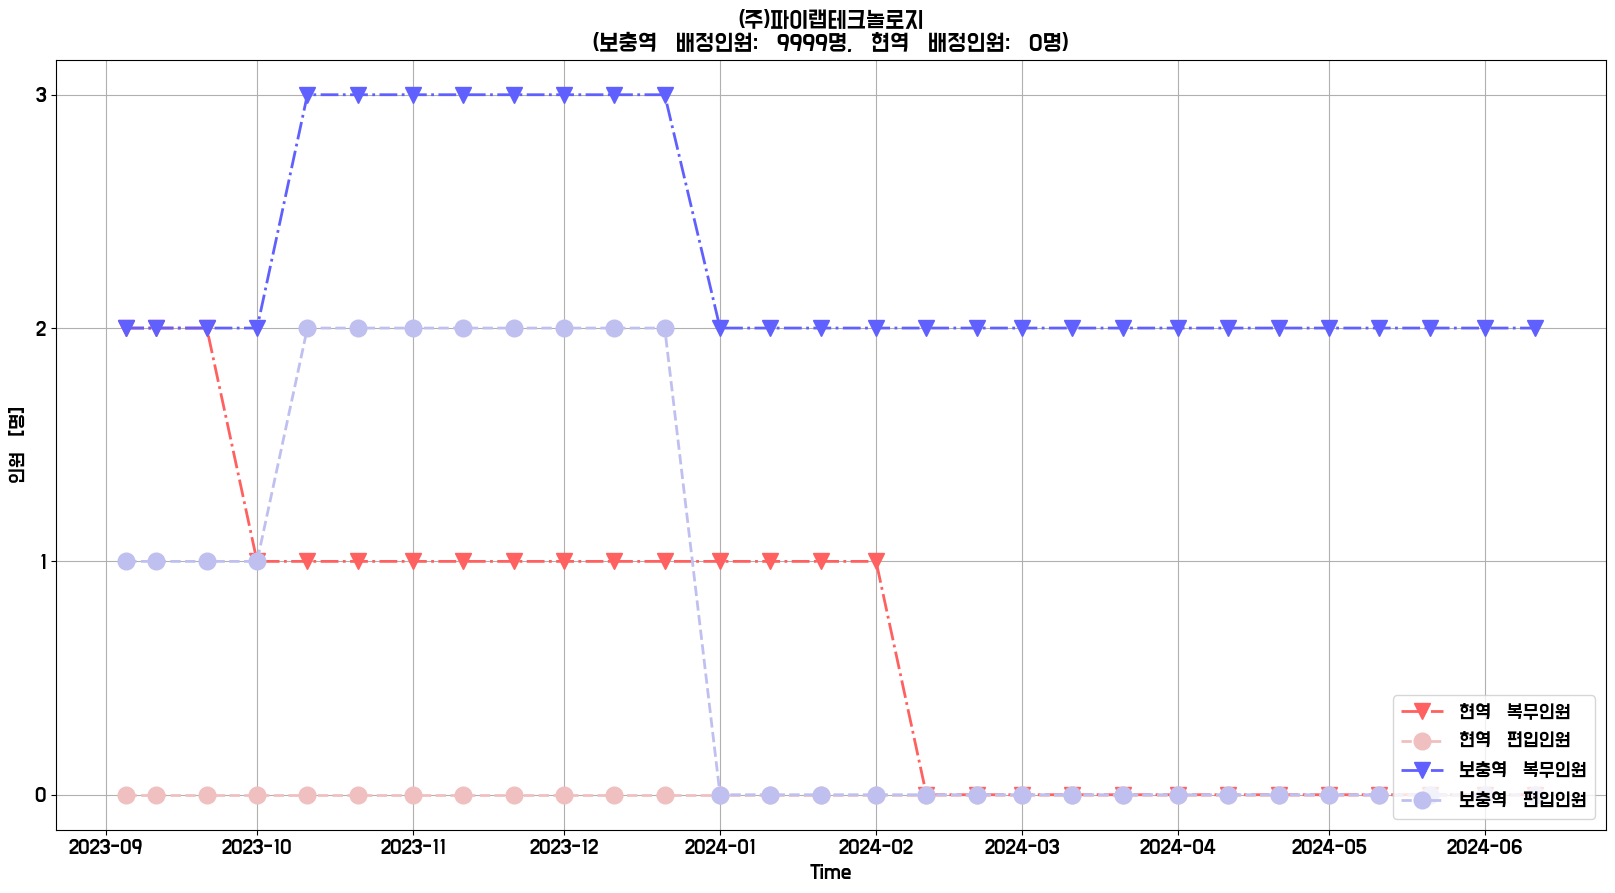 (주)파이랩테크놀로지
(보충역 배정인원: 9999명, 현역 배정인원: 0명)
인원 [명]
3
2
1
0
현역 복무인원
현역 편입인원
보충역 복무인원
보충역 편입인원
2023-09 2023-10 2023-11 2023-12 2024-01 2024-02 2024-03 2024-04 2024-05 2024-06
Time